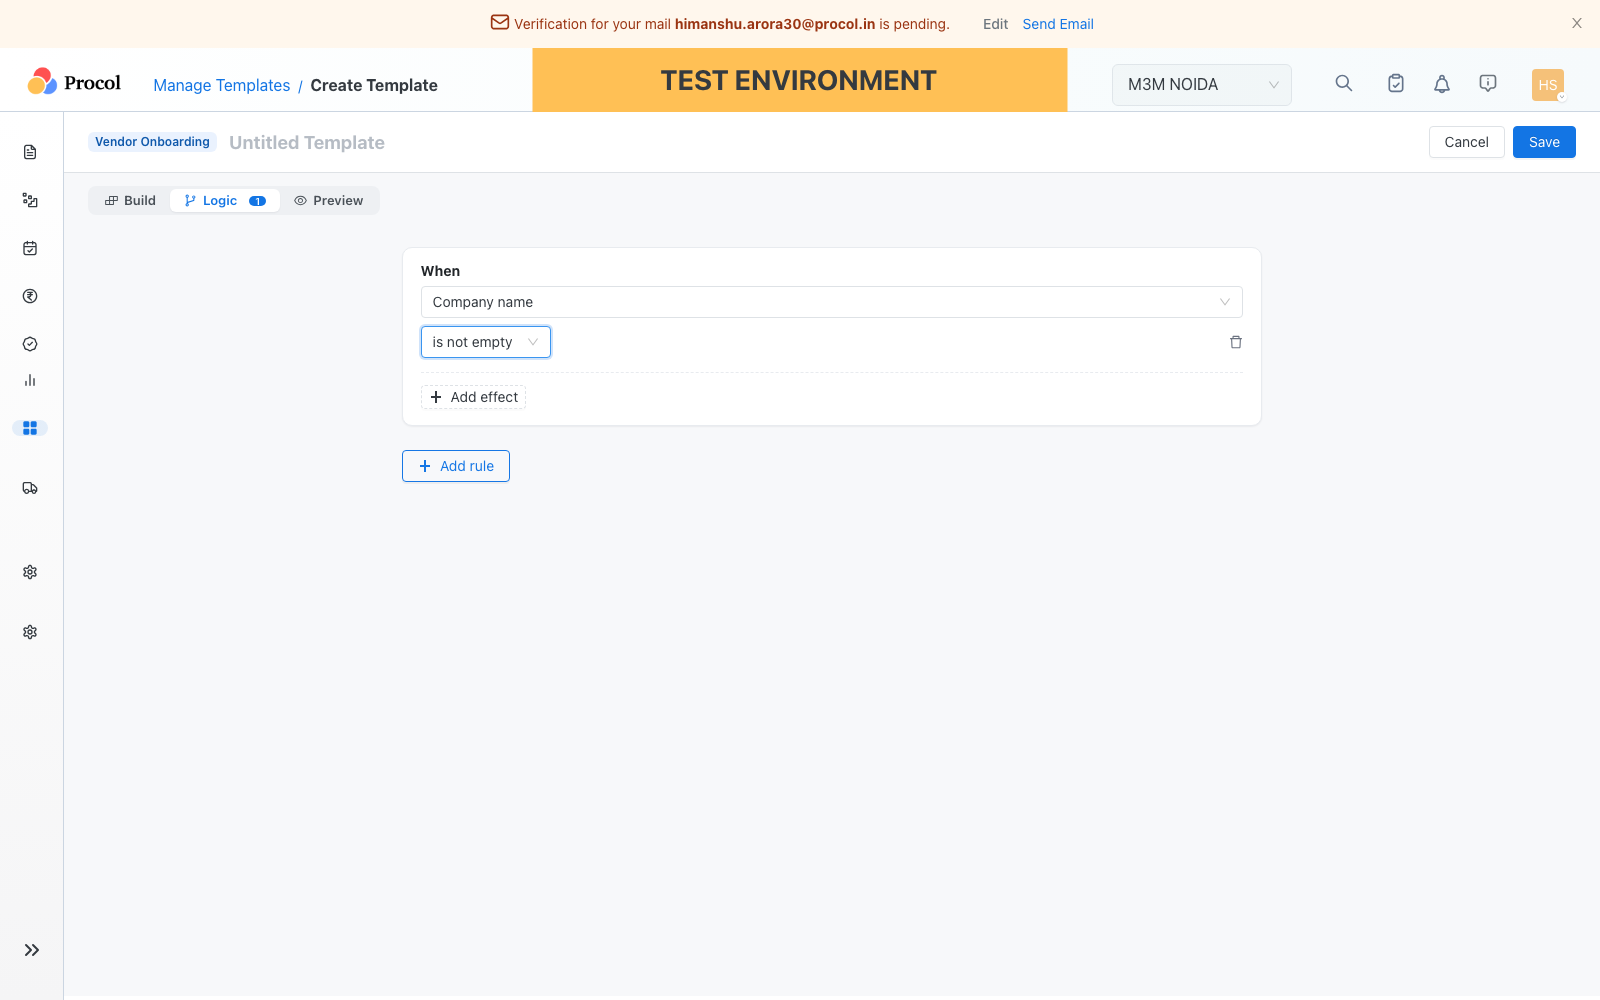 Verification for your mail himanshu.arora30@procol.in is pending. Edit Send Email
Procol
Manage Templates / Create Template
TEST ENVIRONMENT
M3M NOIDA
HS
Vendor Onboarding
Untitled Template
Cancel
Save
Build
Logic 1
Preview
When
Company name
is not empty
Add effect
Add rule